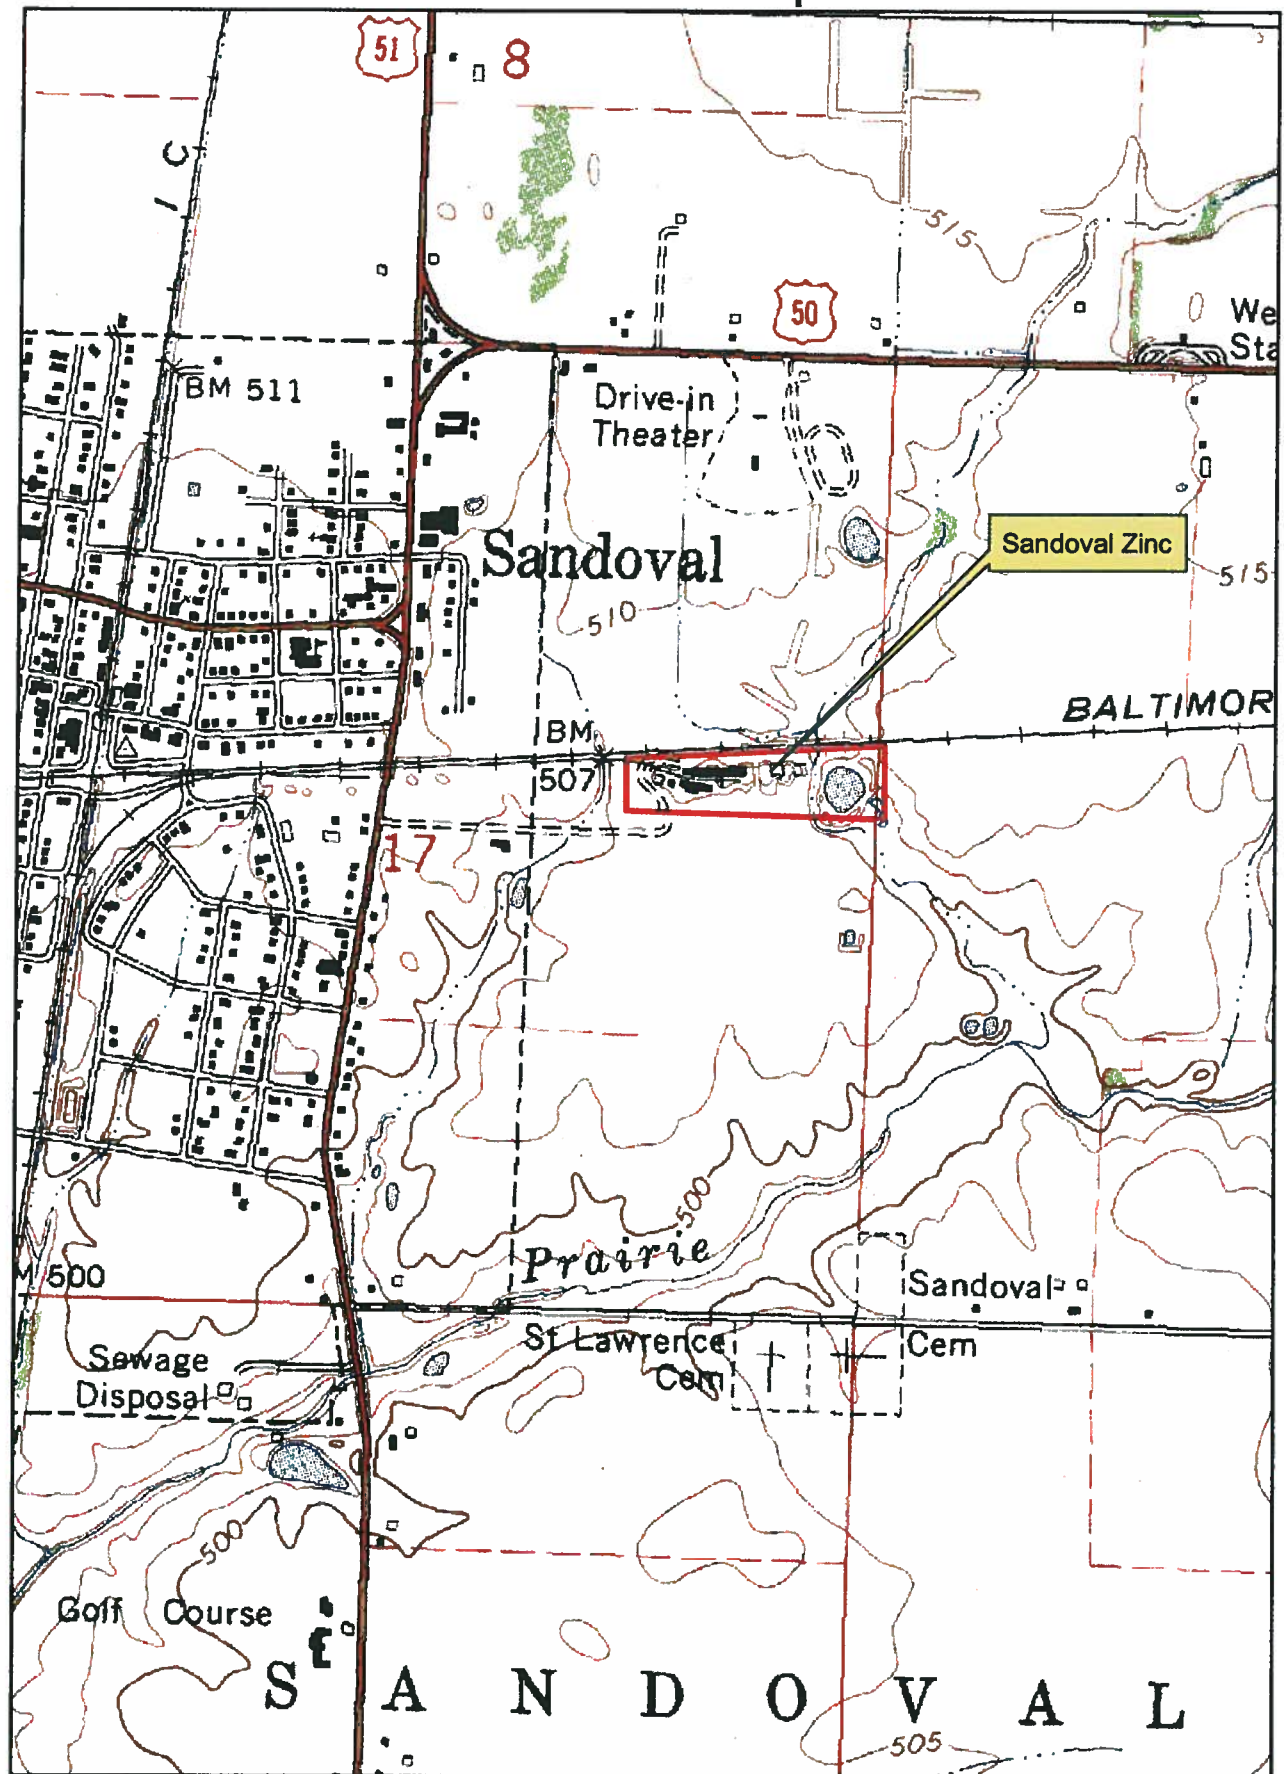 51
8
C
I
515
50
We
Sta
BM 511
Drive-in
Theater
Sandoval
Sandoval Zinc
515
510
BALTIMOR
BM
507
17
500
Prairie
M 500
Sandoval
Cem
St Lawrence
Cem
Sewage
Disposal
500
Golf Course
SANDOVAL
505